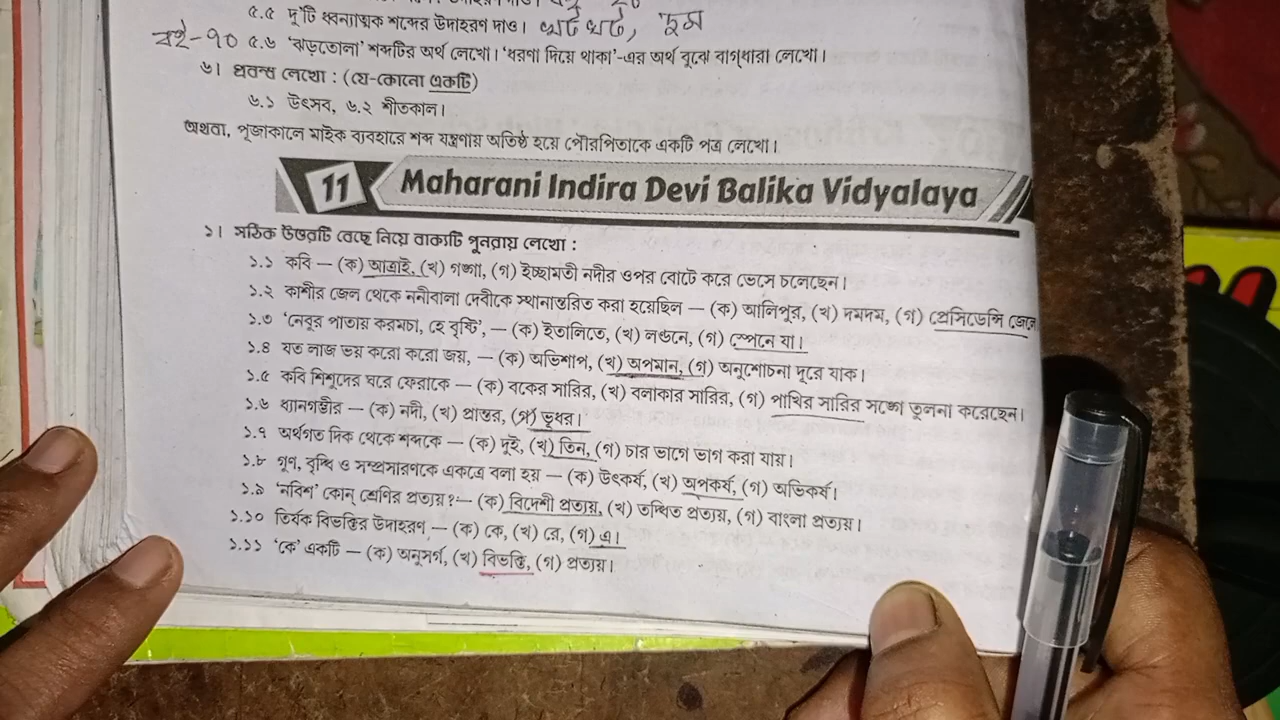 ৫.৫ দু'টি ধ্বন্যাত্মক শব্দের উদাহরণ দাও। খট খট, দুম
বই-৭০ ৫.৬ 'ঝড়তোলা' শব্দটির অর্থ লেখো। 'ধরণা দিয়ে থাকা'-এর অর্থ বুঝে বাগ্‌ধারা লেখো।
৬। প্রবন্ধ লেখো : (যে-কোনো একটি)
৬.১ উৎসব, ৬.২ শীতকাল।
অথবা, পূজাকালে মাইক ব্যবহারে শব্দ যন্ত্রণায় অতিষ্ঠ হয়ে পৌরপিতাকে একটি পত্র লেখো।
11 Maharani Indira Devi Balika Vidyalaya
১। সঠিক উত্তরটি বেছে নিয়ে বাক্যটি পুনরায় লেখো :
১.১ কবি — (ক) আত্রাই, (খ) গঙ্গা, (গ) ইচ্ছামতী নদীর ওপর বোটে করে ভেসে চলেছেন।
১.২ কাশীর জেল থেকে ননীবালা দেবীকে স্থানান্তরিত করা হয়েছিল — (ক) আলিপুর, (খ) দমদম, (গ) প্রেসিডেন্সি জেলে
১.৩ 'নেবুর পাতায় করমচা, হে বৃষ্টি', — (ক) ইতালিতে, (খ) লণ্ডনে, (গ) স্পেনে যা।
১.৪ যত লাজ ভয় করো করো জয়, — (ক) অভিশাপ, (খ) অপমান, (গ) অনুশোচনা দূরে যাক।
১.৫ কবি শিশুদের ঘরে ফেরাকে — (ক) বকের সারির, (খ) বলাকার সারির, (গ) পাখির সারির সঙ্গে তুলনা করেছেন।
১.৬ ধ্যানগম্ভীর — (ক) নদী, (খ) প্রান্তর, (গ) ভূধর।
১.৭ অর্থগত দিক থেকে শব্দকে — (ক) দুই, (খ) তিন, (গ) চার ভাগে ভাগ করা যায়।
১.৮ গুণ, বৃদ্ধি ও সম্প্রসারণকে একত্রে বলা হয় — (ক) উৎকর্ষ, (খ) অপকর্ষ, (গ) অভিকর্ষ।
১.৯ 'নবিশ' কোন্ শ্রেণির প্রত্যয়?— (ক) বিদেশী প্রত্যয়, (খ) তদ্ধিত প্রত্যয়, (গ) বাংলা প্রত্যয়।
১.১০ তির্যক বিভক্তির উদাহরণ — (ক) কে, (খ) রে, (গ) এ।
১.১১ 'কে' একটি — (ক) অনুসর্গ, (খ) বিভক্তি, (গ) প্রত্যয়।